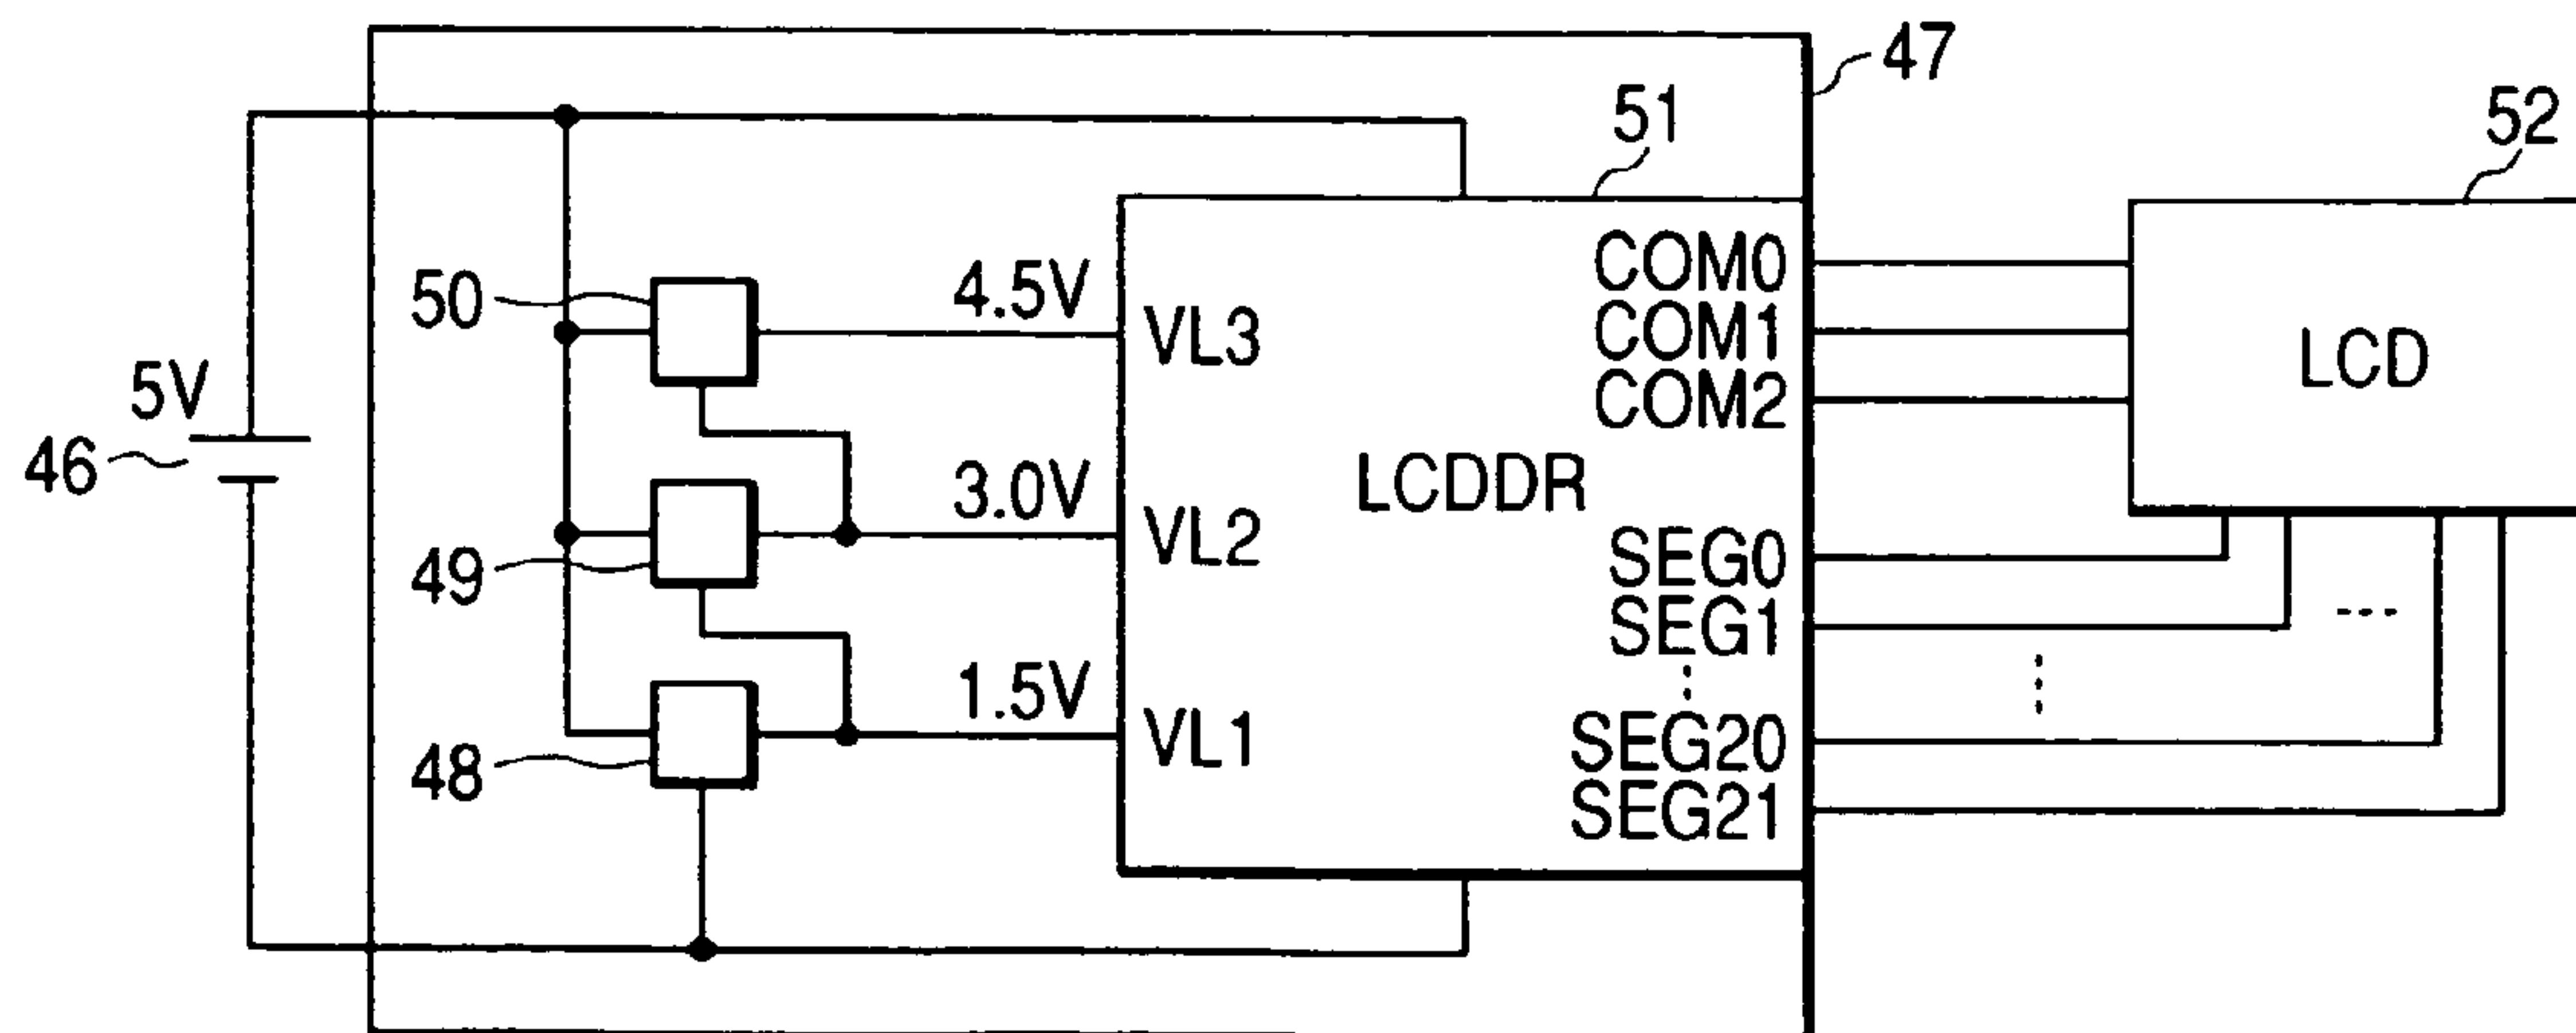 47
51
52
COM0
50
4.5V
VL3
COM1
LCD
COM2
5V
46
3.0V
LCDDR
VL2
SEG0
49
SEG1
1.5V
VL1
SEG20
48
SEG21